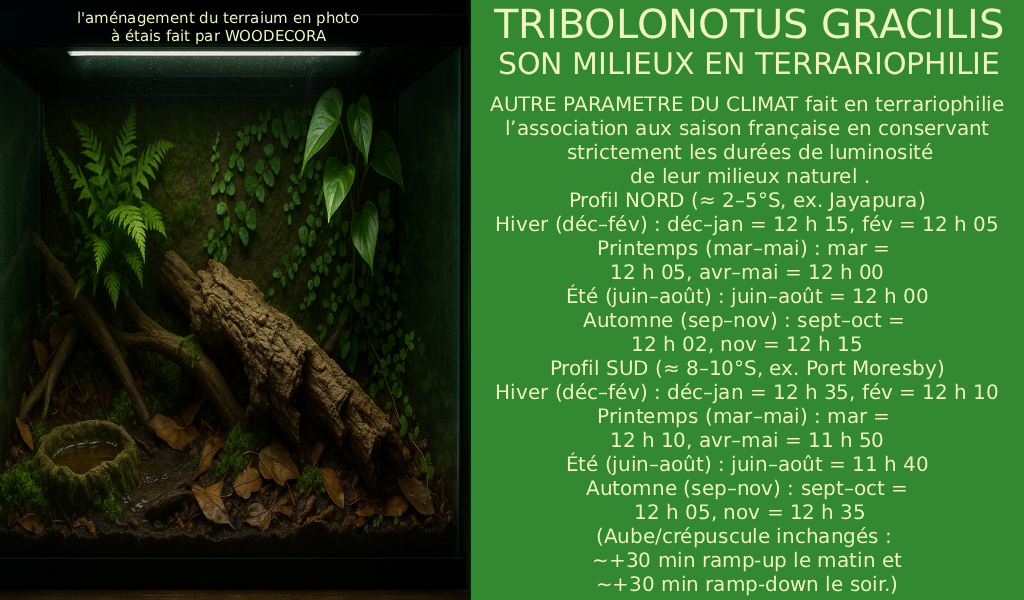 l'aménagement du terraium en photo
à étais fait par WOODECORA
TRIBOLONOTUS GRACILIS
SON MILIEUX EN TERRARIOPHILIE
AUTRE PARAMETRE DU CLIMAT fait en terrariophilie
l’association aux saison française en conservant
strictement les durées de luminosité
de leur milieux naturel .
Profil NORD (≈ 2–5°S, ex. Jayapura)
Hiver (déc–fév) : déc–jan = 12 h 15, fév = 12 h 05
Printemps (mar–mai) : mar =
12 h 05, avr–mai = 12 h 00
Été (juin–août) : juin–août = 12 h 00
Automne (sep–nov) : sept–oct =
12 h 02, nov = 12 h 15
Profil SUD (≈ 8–10°S, ex. Port Moresby)
Hiver (déc–fév) : déc–jan = 12 h 35, fév = 12 h 10
Printemps (mar–mai) : mar =
12 h 10, avr–mai = 11 h 50
Été (juin–août) : juin–août = 11 h 40
Automne (sep–nov) : sept–oct =
12 h 05, nov = 12 h 35
(Aube/crépuscule inchangés :
~+30 min ramp-up le matin et
~+30 min ramp-down le soir.)